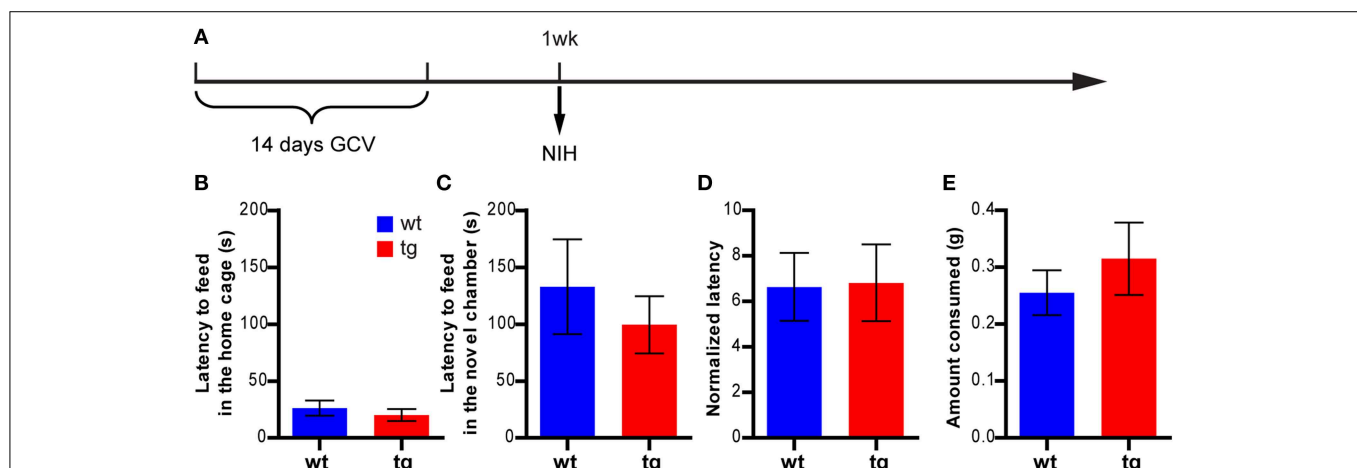 A
1wk
14 days GCV
NIH
B
Latency to feed
in the home cage (s)
200
150
100
50
0
wt
tg
wt
tg
C
Latency to feed
in the novel chamber (s)
200
150
100
50
0
wt
tg
D
Normalized latency
10
8
6
4
2
0
wt
tg
E
Amount consumed (g)
0.4
0.3
0.2
0.1
0.0
wt
tg